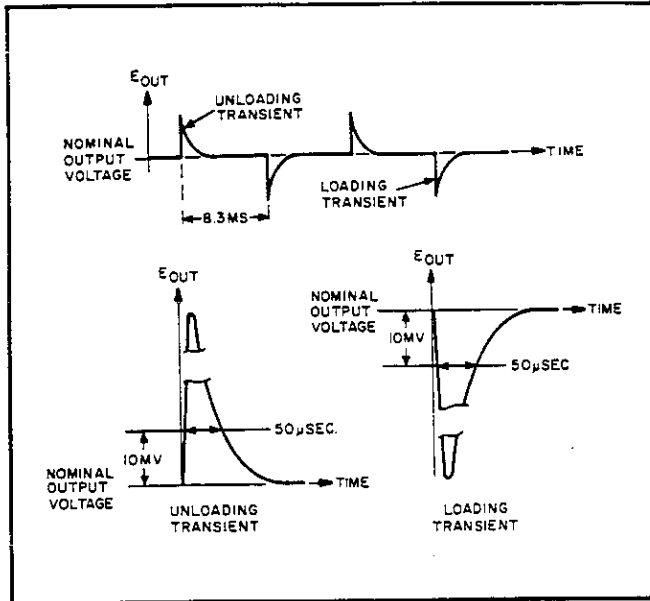 EOUT
UNLOADING
TRANSIENT
NOMINAL
OUTPUT
VOLTAGE
TIME
LOADING
TRANSIENT
8.3MS
EOUT
EOUT
NOMINAL
OUTPUT
VOLTAGE
TIME
10MV
50µSEC
50µSEC.
10MV
NOMINAL
OUTPUT
VOLTAGE
TIME
UNLOADING
TRANSIENT
LOADING
TRANSIENT